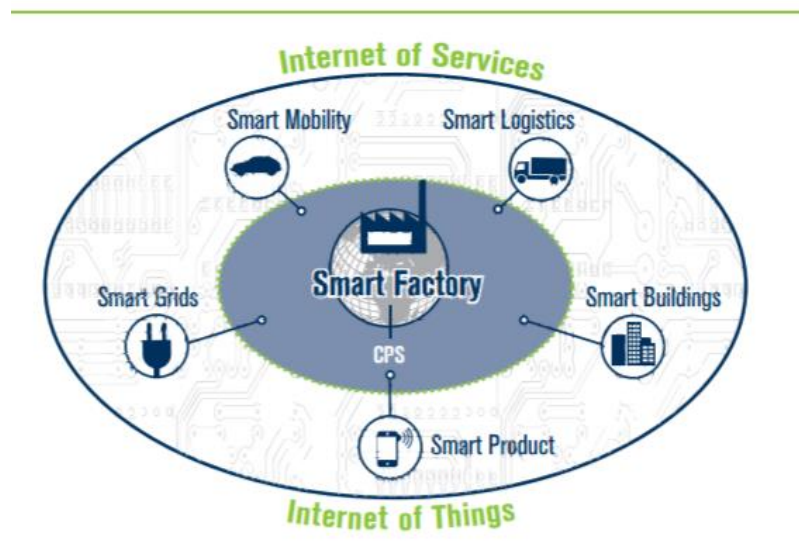 Internet of Services
Smart Mobility
Smart Logistics
Smart Factory
Smart Grids
Smart Buildings
CPS
Smart Product
Internet of Things